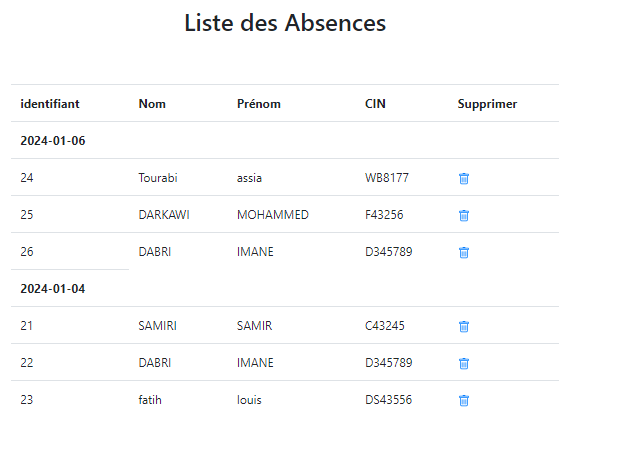 Liste des Absences
identifiant Nom Prénom CIN Supprimer
2024-01-06
24 Tourabi assia WB8177
25 DARKAWI MOHAMMED F43256
26 DABRI IMANE D345789
2024-01-04
21 SAMIRI SAMIR C43245
22 DABRI IMANE D345789
23 fatih louis DS43556